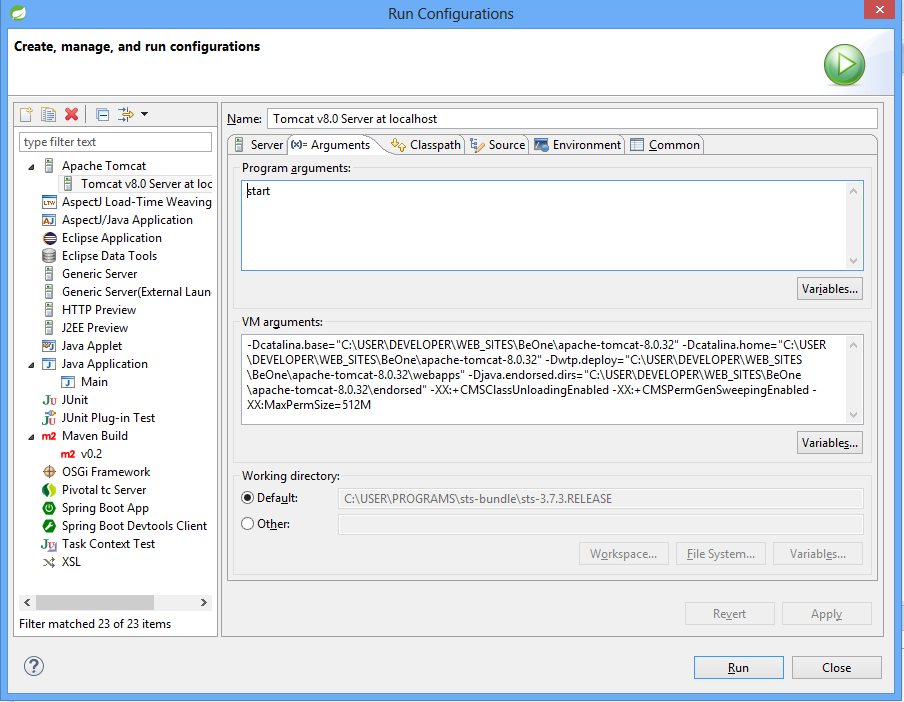 Run Configurations
Create, manage, and run configurations
type filter text
Apache Tomcat
Tomcat v8.0 Server at loc
AspectJ Load-Time Weaving
AspectJ/Java Application
Eclipse Application
Eclipse Data Tools
Generic Server
Generic Server(External Laun
HTTP Preview
J2EE Preview
Java Applet
Java Application
Main
JUnit
JUnit Plug-in Test
Maven Build
v0.2
OSGi Framework
Pivotal tc Server
Spring Boot App
Spring Boot Devtools Client
Task Context Test
XSL
Filter matched 23 of 23 items
Name: Tomcat v8.0 Server at localhost
Server (x)= Arguments Classpath Source Environment Common
Program arguments:
start
Variables...
VM arguments:
-Dcatalina.base="C:\USER\DEVELOPER\WEB_SITES\BeOne\apache-tomcat-8.0.32" -Dcatalina.home="C:\USER
\DEVELOPER\WEB_SITES\BeOne\apache-tomcat-8.0.32" -Dwtp.deploy="C:\USER\DEVELOPER\WEB_SITES
\BeOne\apache-tomcat-8.0.32\webapps" -Djava.endorsed.dirs="C:\USER\DEVELOPER\WEB_SITES\BeOne
\apache-tomcat-8.0.32\endorsed" -XX:+CMSClassUnloadingEnabled -XX:+CMSPermGenSweepingEnabled -
XX:MaxPermSize=512M
Variables...
Working directory:
Default: C:\USER\PROGRAMS\sts-bundle\sts-3.7.3.RELEASE
Other:
Workspace... File System... Variables...
Revert Apply
Run Close